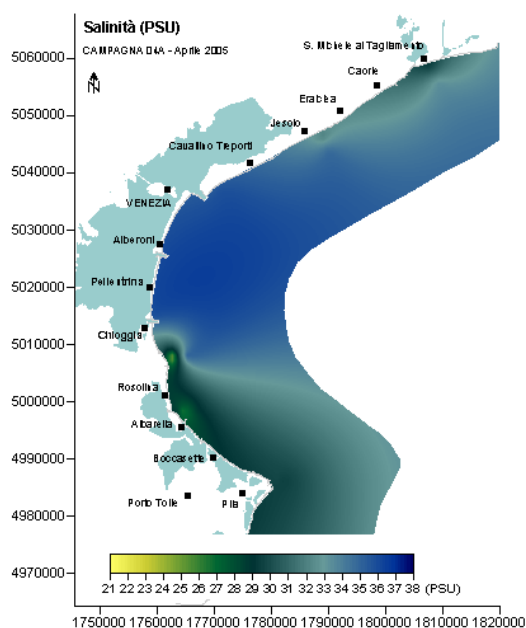 Salinità (PSU)
CAMPAGNA 04A - Aprile 2005
N
S. Michele al Tagliamento
Caorle
Eraclea
Jesolo
Cavallino Treporti
VENEZIA
Alberoni
Pellestrina
Chioggia
Rosolina
Albarella
Boccasette
Porto Tolle
Pila
5060000
5050000
5040000
5030000
5020000
5010000
5000000
4990000
4980000
4970000
21 22 23 24 25 26 27 28 29 30 31 32 33 34 35 36 37 38 (PSU)
1750000 1760000 1770000 1780000 1790000 1800000 1810000 1820000